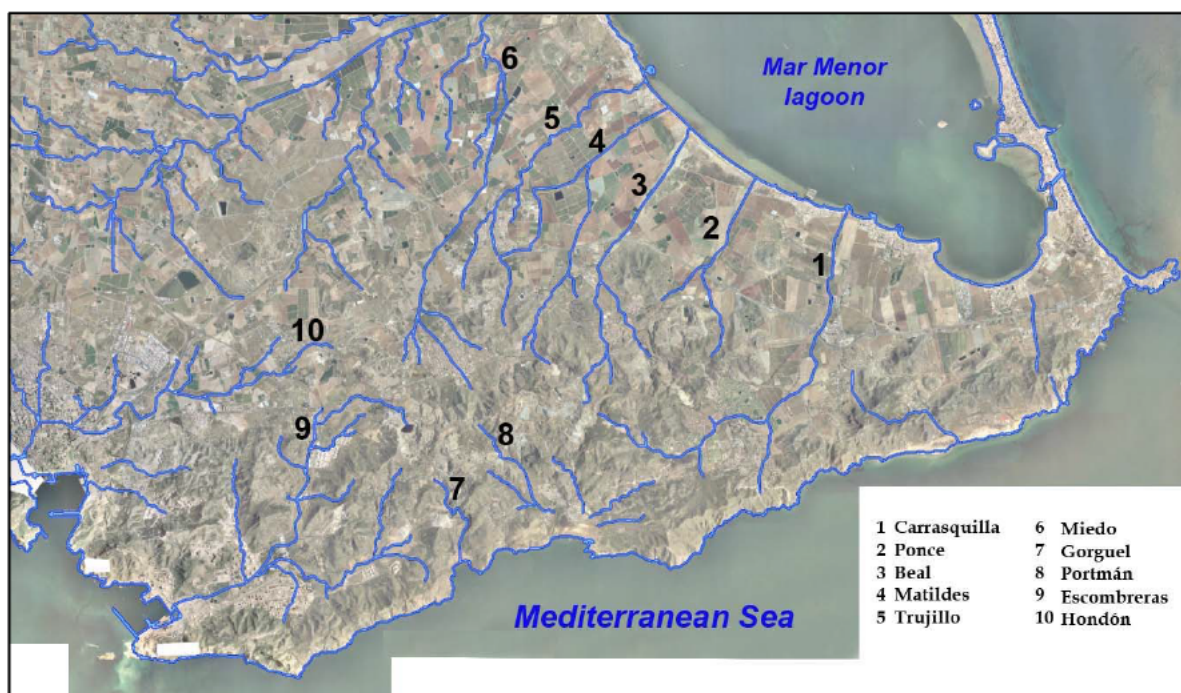 6
Mar Menor
lagoon
5
4
3
2
1
10
9
8
7
1 Carrasquilla
2 Ponce
3 Beal
4 Matildes
5 Trujillo
6 Miedo
7 Gorguel
8 Portmán
9 Escombreras
10 Hondón
Mediterranean Sea